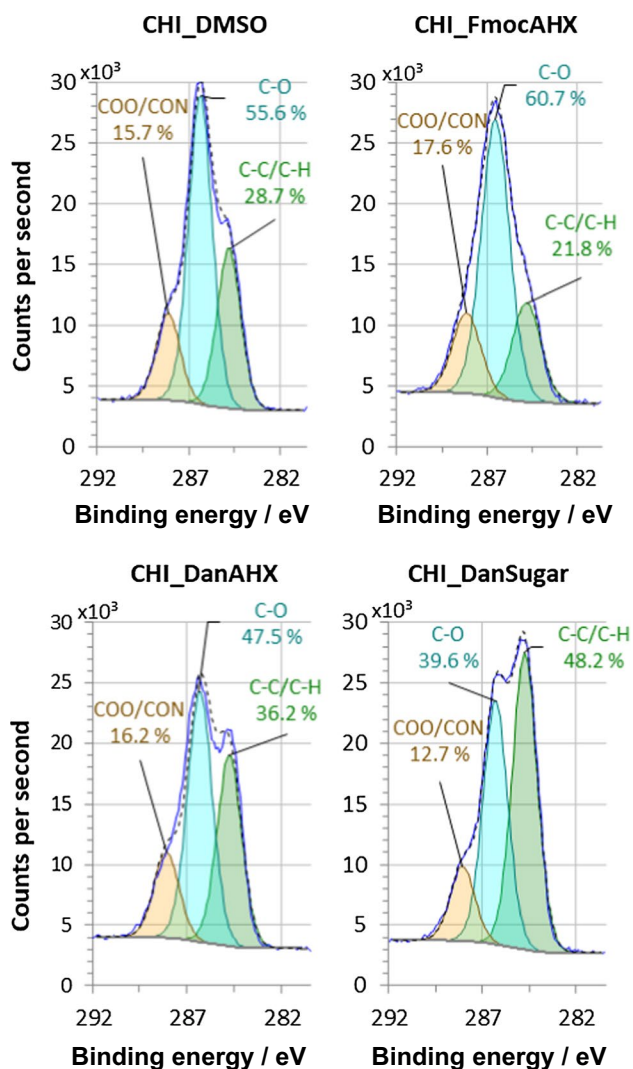 CHI_DMSO
CHI_FmocAHX
Counts per second
x10³
30
25
20
15
10
5
0
COO/CON
15.7 %
C-O
55.6 %
C-C/C-H
28.7 %
292
287
282
Binding energy / eV
x10³
30
25
20
15
10
5
0
COO/CON
17.6 %
C-O
60.7 %
C-C/C-H
21.8 %
292
287
282
Binding energy / eV
CHI_DanAHX
CHI_DanSugar
Counts per second
x10³
30
25
20
15
10
5
0
COO/CON
16.2 %
C-O
47.5 %
C-C/C-H
36.2 %
292
287
282
Binding energy / eV
x10³
30
25
20
15
10
5
0
COO/CON
12.7 %
C-O
39.6 %
C-C/C-H
48.2 %
292
287
282
Binding energy / eV